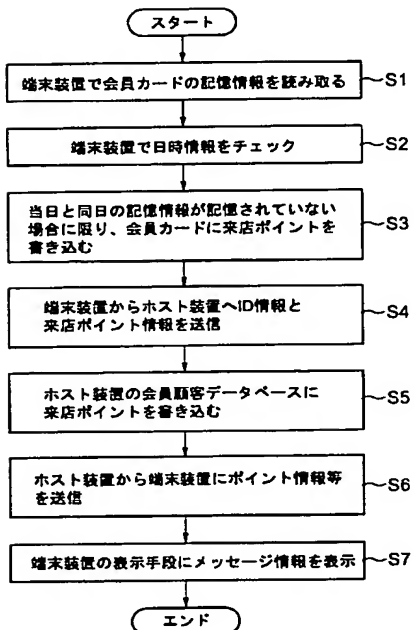 スタート
端末装置で会員カードの記憶情報を読み取る
S1
端末装置で日時情報をチェック
S2
当日と同日の記憶情報が記憶されていない
場合に限り、会員カードに来店ポイントを
書き込む
S3
端末装置からホスト装置へID情報と
来店ポイント情報を送信
S4
ホスト装置の会員顧客データベースに
来店ポイントを書き込む
S5
ホスト装置から端末装置にポイント情報等
を送信
S6
端末装置の表示手段にメッセージ情報を表示
S7
エンド